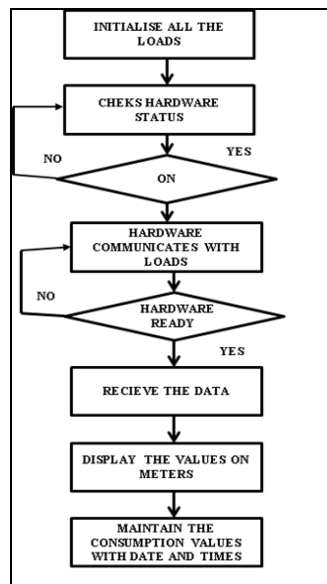 INITIALISE ALL THE
LOADS
CHEKS HARDWARE
STATUS
NO
YES
ON
HARDWARE
COMMUNICATES WITH
LOADS
NO
HARDWARE
READY
YES
RECIEVE THE DATA
DISPLAY THE VALUES ON
METERS
MAINTAIN THE
CONSUMPTION VALUES
WITH DATE AND TIMES